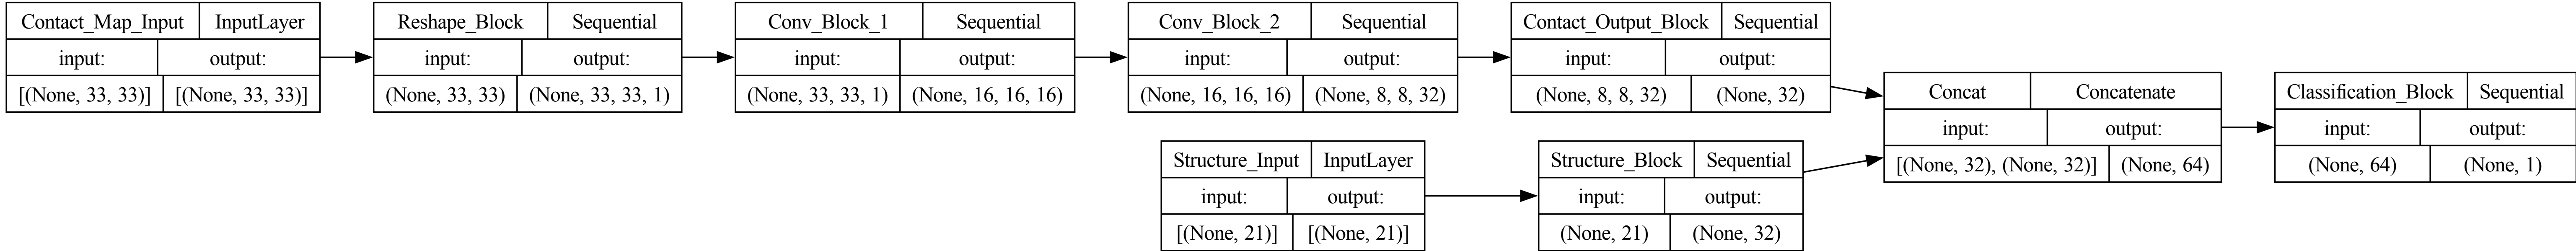 Contact_Map_Input InputLayer
input: output:
[(None, 33, 33)] [(None, 33, 33)]
Reshape_Block Sequential
input: output:
(None, 33, 33) (None, 33, 33, 1)
Conv_Block_1 Sequential
input: output:
(None, 33, 33, 1) (None, 16, 16, 16)
Conv_Block_2 Sequential
input: output:
(None, 16, 16, 16) (None, 8, 8, 32)
Contact_Output_Block Sequential
input: output:
(None, 8, 8, 32) (None, 32)
Structure_Input InputLayer
input: output:
[(None, 21)] [(None, 21)]
Structure_Block Sequential
input: output:
(None, 21) (None, 32)
Concat Concatenate
input: output:
[(None, 32), (None, 32)] (None, 64)
Classification_Block Sequential
input: output:
(None, 64) (None, 1)